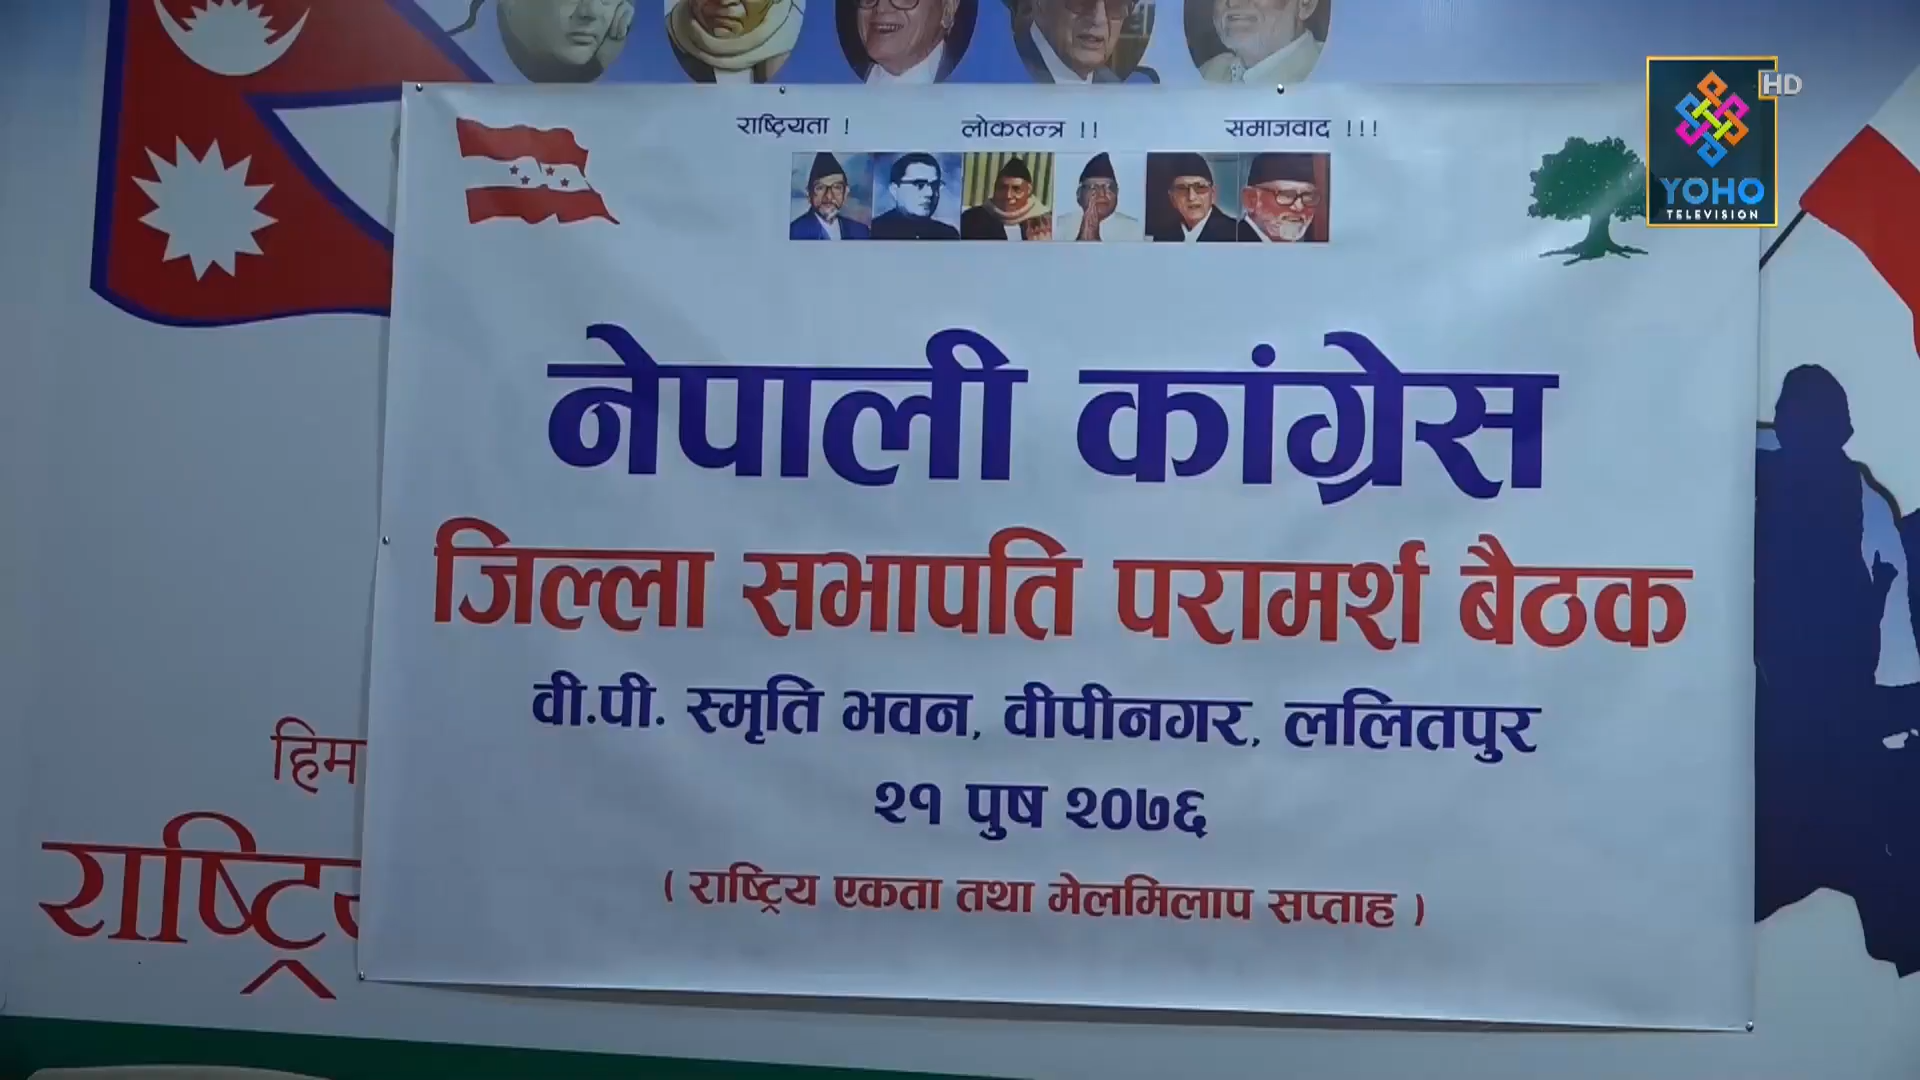 राष्ट्रियता ! लोकतन्त्र !! समाजवाद !!!
HD
YOHO
TELEVISION
नेपाली कांग्रेस
जिल्ला सभापति परामर्श बैठक
वी.पी. स्मृति भवन, वीपीनगर, ललितपुर
२१ पुष २०७६
( राष्ट्रिय एकता तथा मेलमिलाप सप्ताह )
हिम